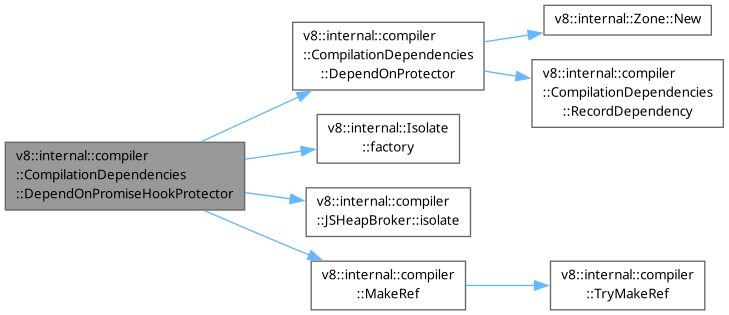 v8::internal::compiler
::CompilationDependencies
::DependOnPromiseHookProtector
v8::internal::compiler
::CompilationDependencies
::DependOnProtector
v8::internal::Zone::New
v8::internal::compiler
::CompilationDependencies
::RecordDependency
v8::internal::Isolate
::factory
v8::internal::compiler
::JSHeapBroker::isolate
v8::internal::compiler
::MakeRef
v8::internal::compiler
::TryMakeRef